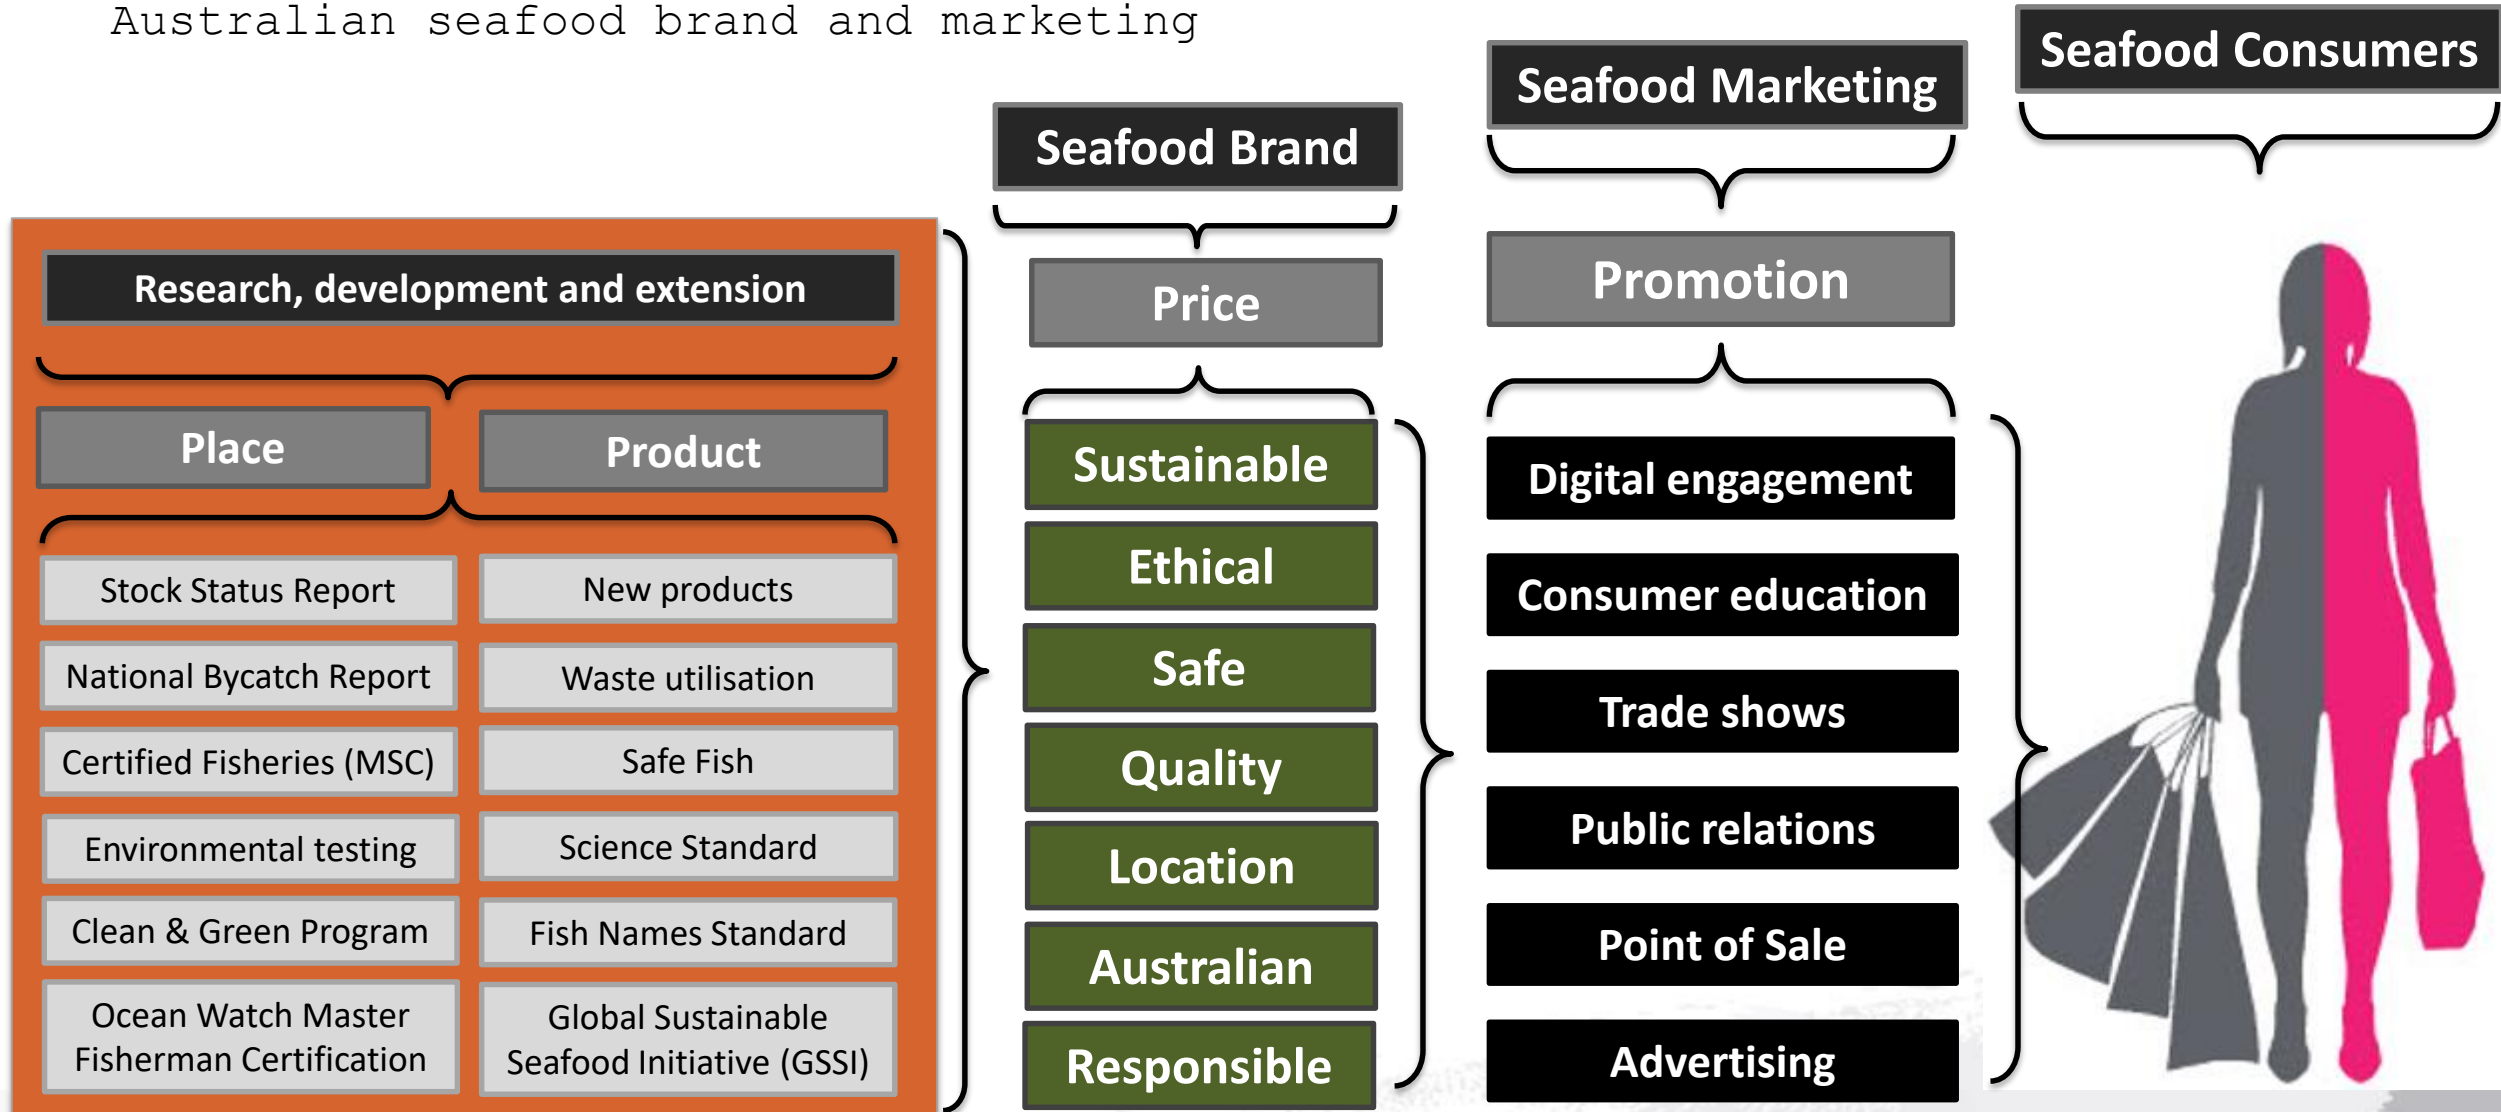 Australian seafood brand and marketing
Seafood Consumers
Seafood Marketing
Seafood Brand
Research, development and extension
Place
Product
Stock Status Report
National Bycatch Report
Certified Fisheries (MSC)
Environmental testing
Clean & Green Program
Ocean Watch Master
Fisherman Certification
New products
Waste utilisation
Safe Fish
Science Standard
Fish Names Standard
Global Sustainable
Seafood Initiative (GSSI)
Price
Sustainable
Ethical
Safe
Quality
Location
Australian
Responsible
Promotion
Digital engagement
Consumer education
Trade shows
Public relations
Point of Sale
Advertising